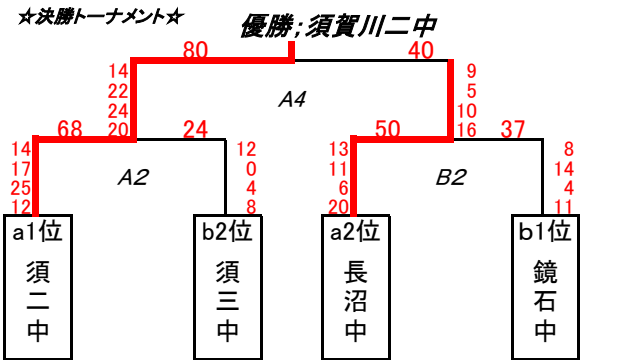 ☆決勝トーナメント☆
優勝;須賀川二中
80 40
14 9
22 5
24 10
20 16
A4
68 24 50 37
14 12 13 8
17 0 11 14
25 4 6 4
12 8 20 11
A2 B2
a1位 b2位 a2位 b1位
須二中
須三中
長沼中
鏡石中